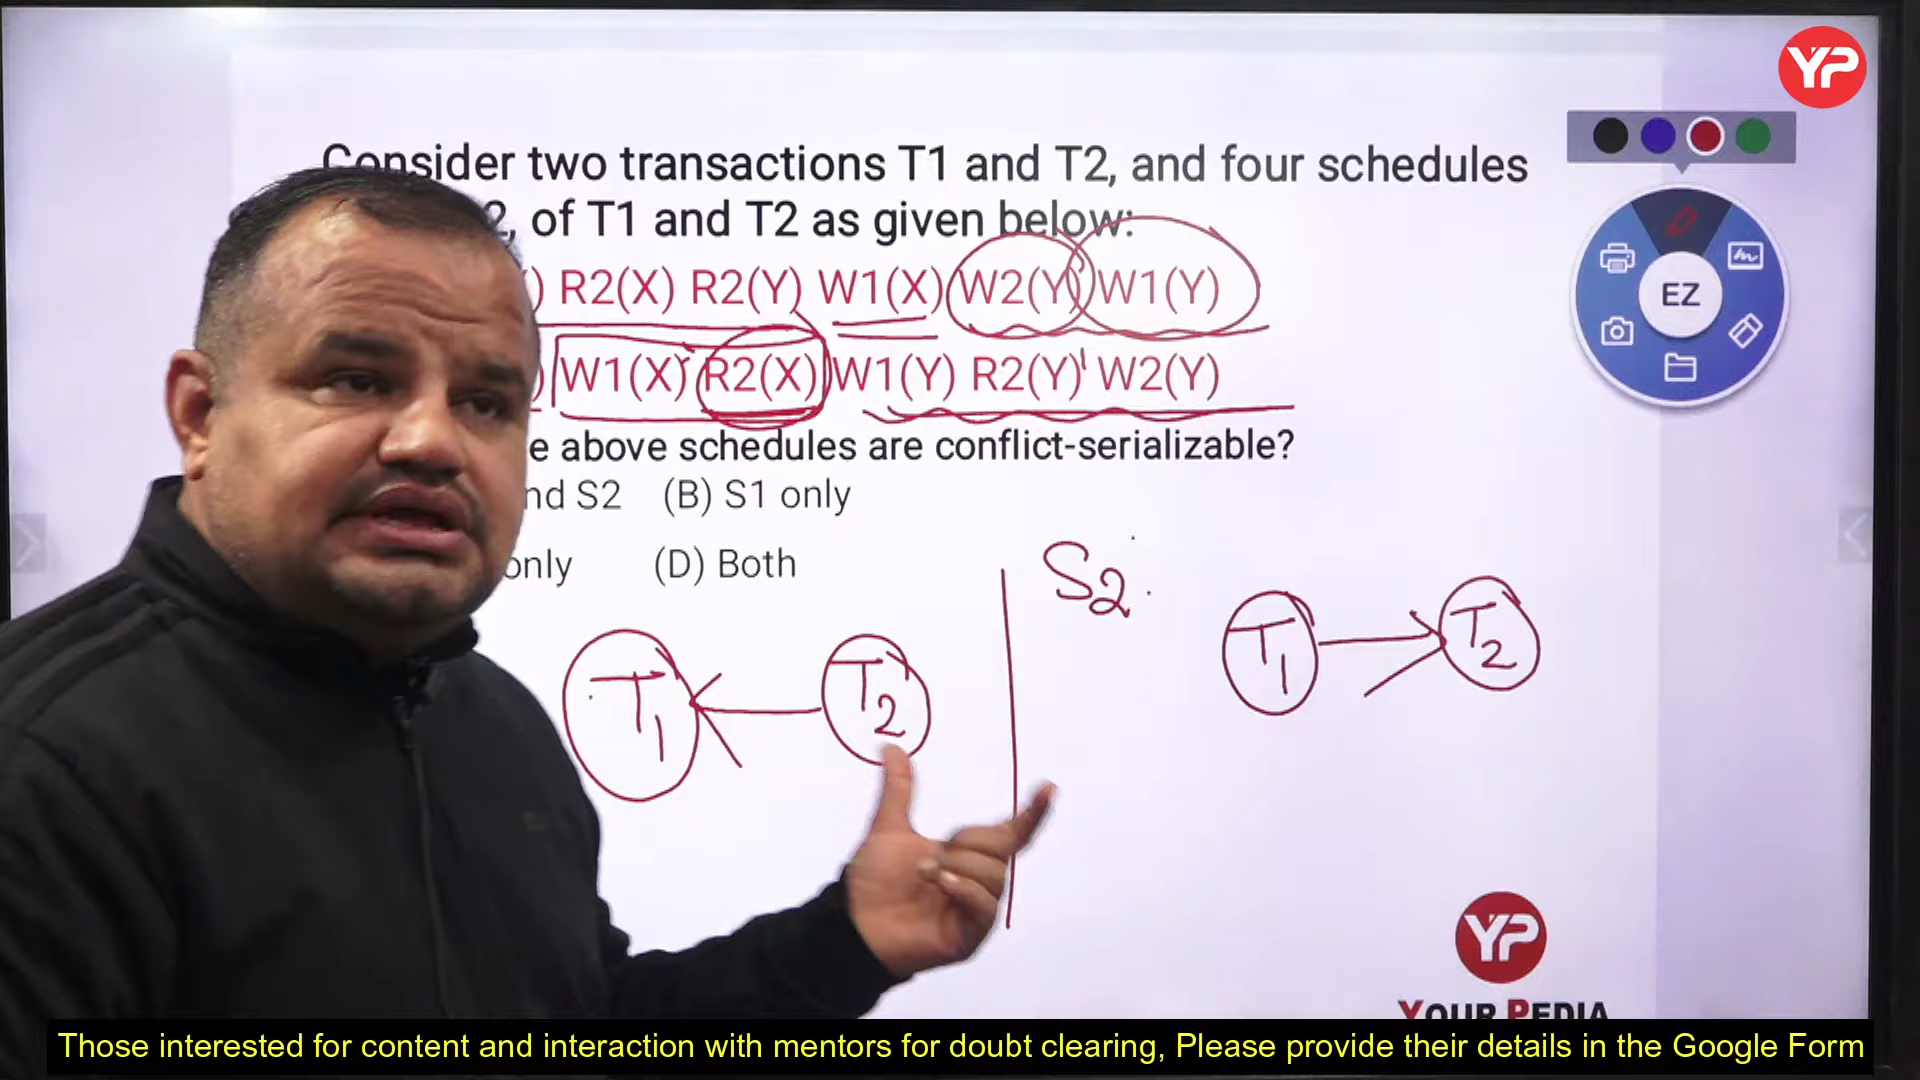 YP
Consider two transactions T1 and T2, and four schedules
2, of T1 and T2 as given below:
) R2(X) R2(Y) W1(X) W2(Y) W1(Y)
) W1(X) R2(X) W1(Y) R2(Y) W2(Y)
e above schedules are conflict-serializable?
nd S2 (B) S1 only
only (D) Both
EZ
S2
T1
T2
T1
T2
YP
YOUR PEDIA
Those interested for content and interaction with mentors for doubt clearing, Please provide their details in the Google Form